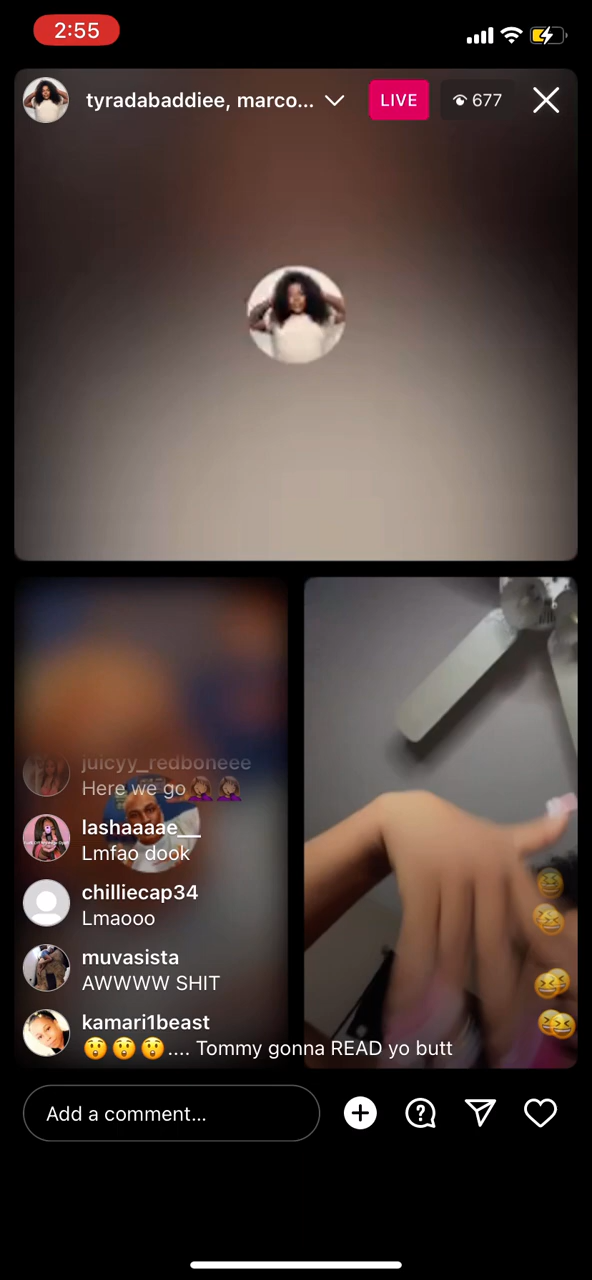 2:55
tyradabaddiee, marco...
LIVE
677
juicyy_redboneee
Here we go🤦🏽‍♀️🤦🏽‍♀️
lashaaaae__
Lmfao dook
chilliecap34
Lmaooo
muvasista
AWWWW SHIT
kamari1beast
😲😲😲.... Tommy gonna READ yo butt
Add a comment...